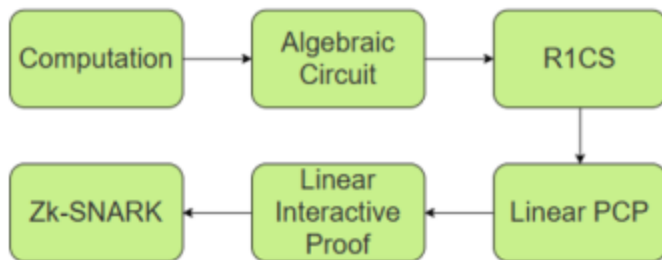 Computation
Algebraic
Circuit
R1CS
Zk-SNARK
Linear
Interactive
Proof
Linear PCP